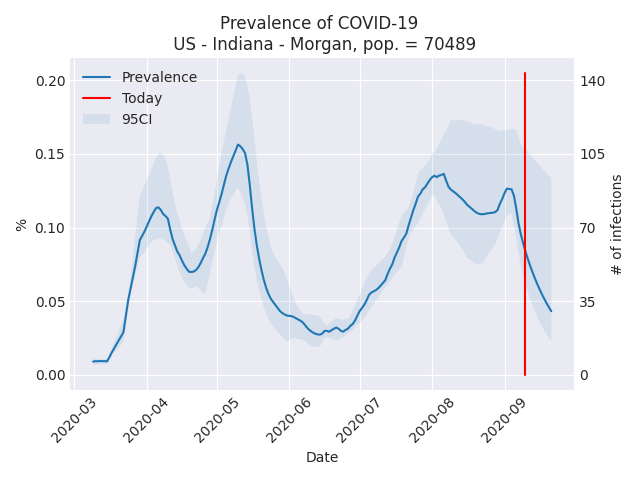 Prevalence of COVID-19
US - Indiana - Morgan, pop. = 70489
Prevalence
Today
95CI
0.20
0.15
0.10
0.05
0.00
%
140
105
70
35
0
# of infections
2020-03
2020-04
2020-05
2020-06
2020-07
2020-08
2020-09
Date